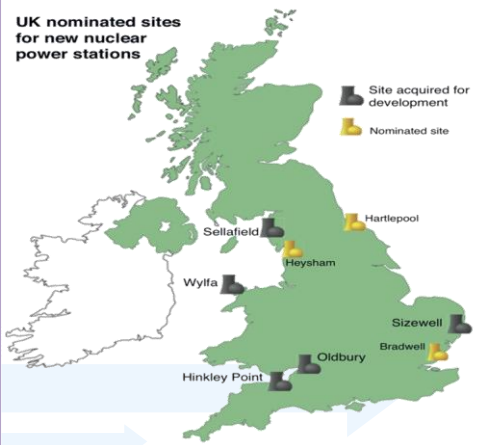 UK nominated sites
for new nuclear
power stations
Site acquired for
development
Nominated site
Hartlepool
Sellafield
Heysham
Wylfa
Sizewell
Bradwell
Oldbury
Hinkley Point